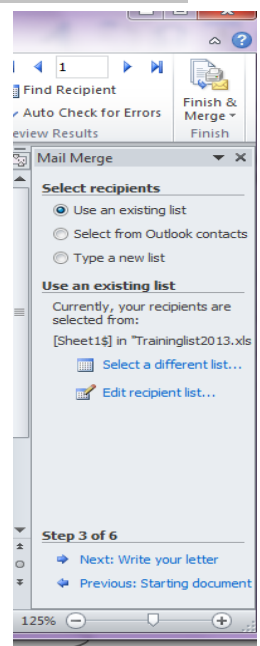 1
Find Recipient
Auto Check for Errors
eview Results
Finish &
Merge
Finish
Mail Merge
Select recipients
Use an existing list
Select from Outlook contacts
Type a new list
Use an existing list
Currently, your recipients are
selected from:
[Sheet1$] in "Traininglist2013.xls
Select a different list...
Edit recipient list...
Step 3 of 6
Next: Write your letter
Previous: Starting document
125%